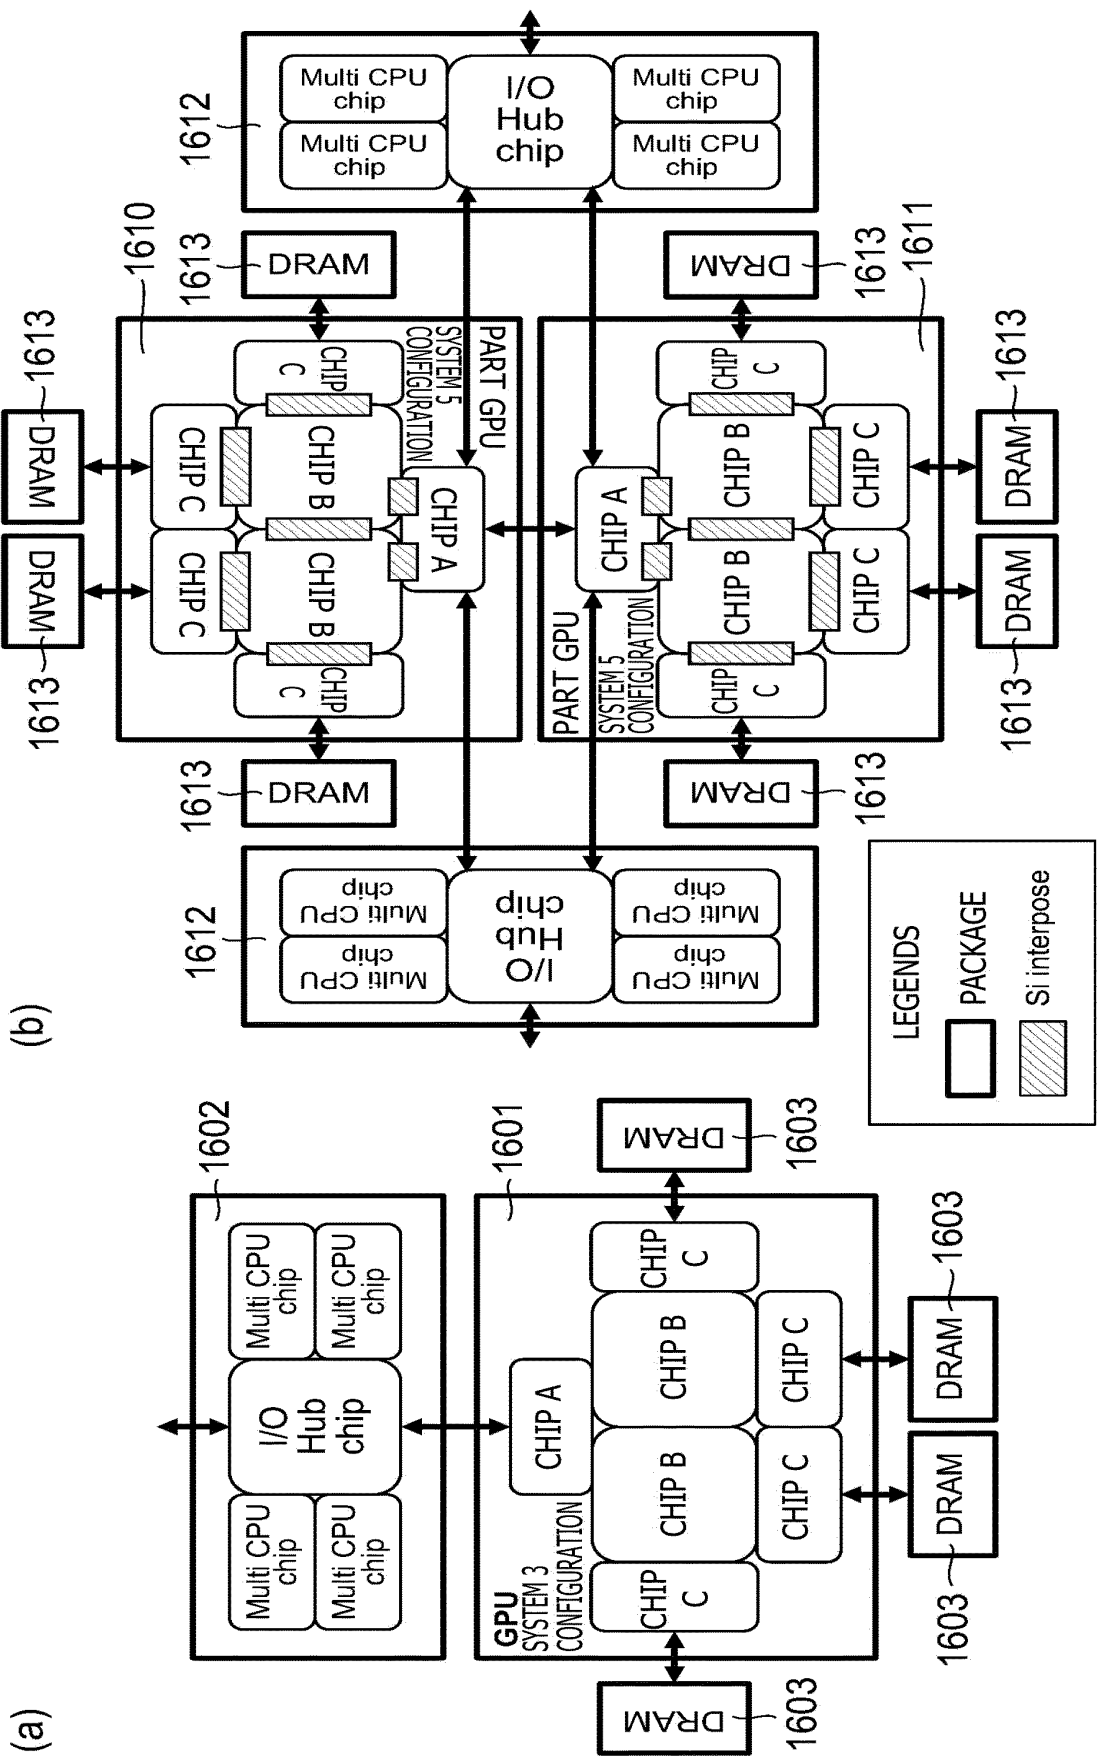 (a)
1602
Multi CPU
chip
Multi CPU
chip
I/O
Hub
chip
Multi CPU
chip
Multi CPU
chip
1601
GPU
SYSTEM 3
CONFIGURATION
CHIP A
CHIP B
CHIP B
CHIP
C
CHIP
C
CHIP C
CHIP C
DRAM
1603
DRAM
1603
DRAM
1603
DRAM
1603
(b)
1612
Multi CPU
chip
Multi CPU
chip
I/O
Hub
chip
Multi CPU
chip
Multi CPU
chip
1613
DRAM
1613
DRAM
1613
DRAM
1613
DRAM
1610
CHIP C
CHIP C
CHIP
C
CHIP B
CHIP B
CHIP
C
CHIP A
PART GPU
SYSTEM 5
CONFIGURATION
PART GPU
SYSTEM 5
CONFIGURATION
CHIP A
CHIP
C
CHIP B
CHIP B
CHIP
C
CHIP C
CHIP C
1611
DRAM
1613
DRAM
1613
DRAM
1613
DRAM
1613
1612
Multi CPU
chip
Multi CPU
chip
I/O
Hub
chip
Multi CPU
chip
Multi CPU
chip
LEGENDS
PACKAGE
Si interpose